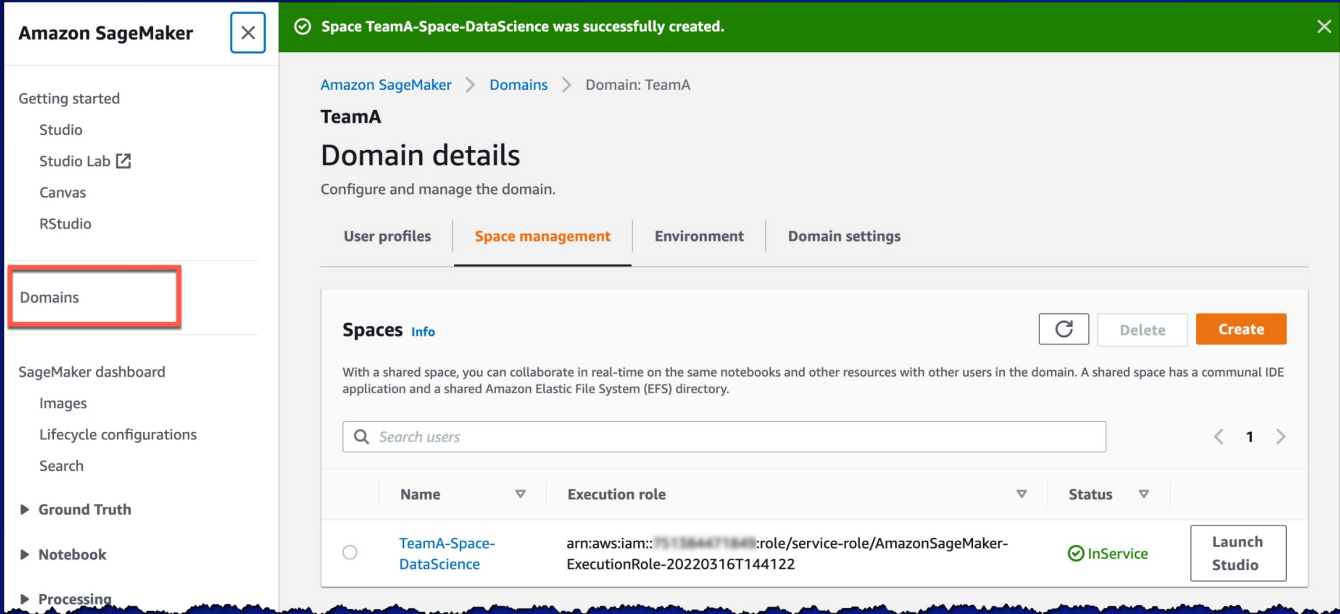 Amazon SageMaker
Getting started
Studio
Studio Lab
Canvas
RStudio
Domains
SageMaker dashboard
Images
Lifecycle configurations
Search
Ground Truth
Notebook
Processing
Space TeamA-Space-DataScience was successfully created.
Amazon SageMaker > Domains > Domain: TeamA
TeamA
Domain details
Configure and manage the domain.
User profiles
Space management
Environment
Domain settings
Spaces Info
Delete
Create
With a shared space, you can collaborate in real-time on the same notebooks and other resources with other users in the domain. A shared space has a communal IDE
application and a shared Amazon Elastic File System (EFS) directory.
Search users
< 1 >
Name
Execution role
Status
TeamA-Space-
DataScience
arn:aws:iam:: :role/service-role/AmazonSageMaker-
ExecutionRole-20220316T144122
InService
Launch
Studio